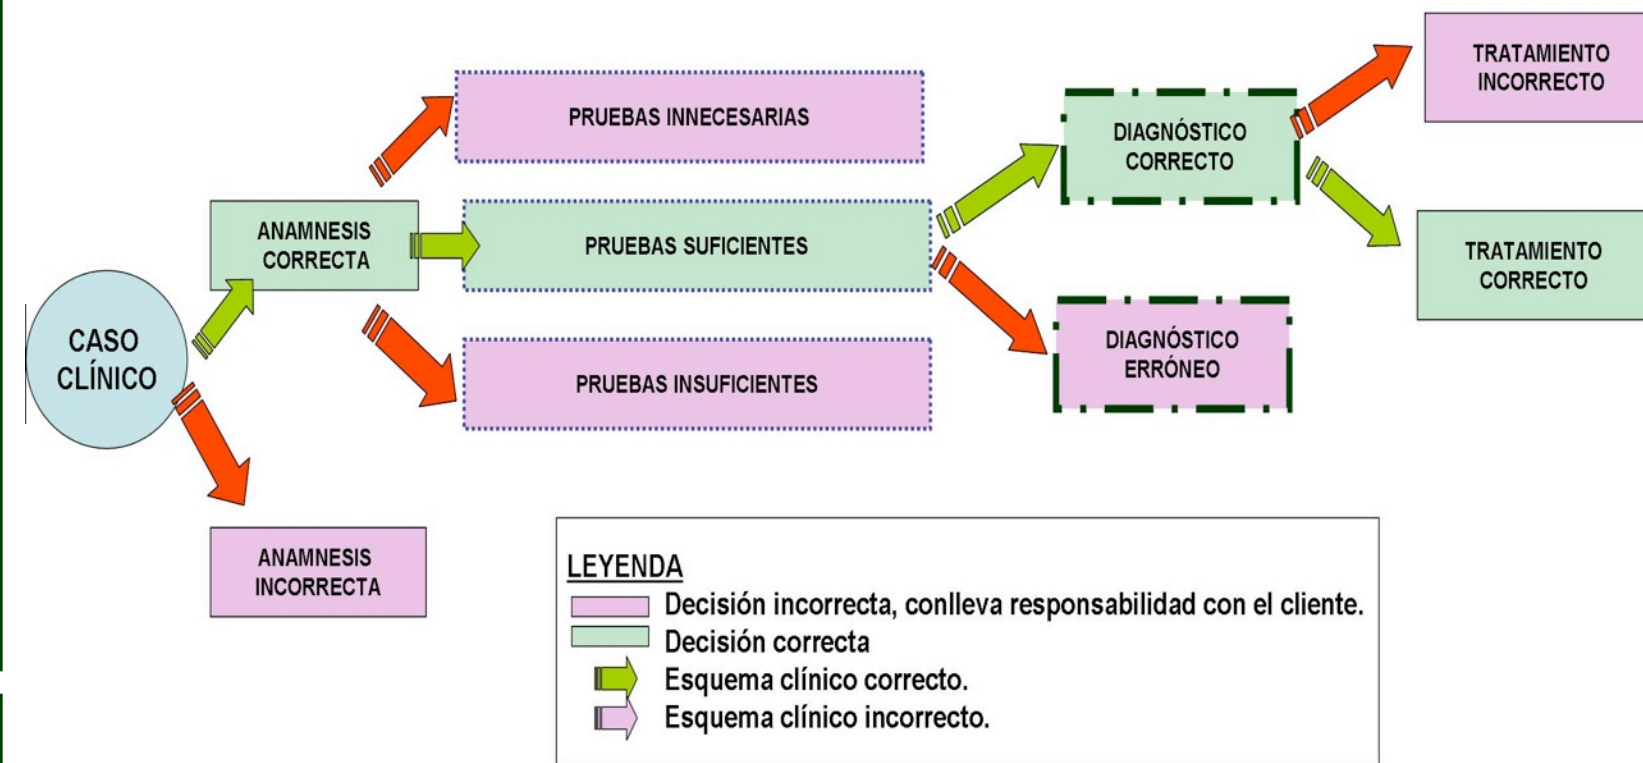 TRATAMIENTO
INCORRECTO
PRUEBAS INNECESARIAS
DIAGNÓSTICO
CORRECTO
ANAMNESIS
CORRECTA
PRUEBAS SUFICIENTES
TRATAMIENTO
CORRECTO
CASO
CLÍNICO
DIAGNÓSTICO
ERRÓNEO
PRUEBAS INSUFICIENTES
ANAMNESIS
INCORRECTA
LEYENDA
Decisión incorrecta, conlleva responsabilidad con el cliente.
Decisión correcta
Esquema clínico correcto.
Esquema clínico incorrecto.